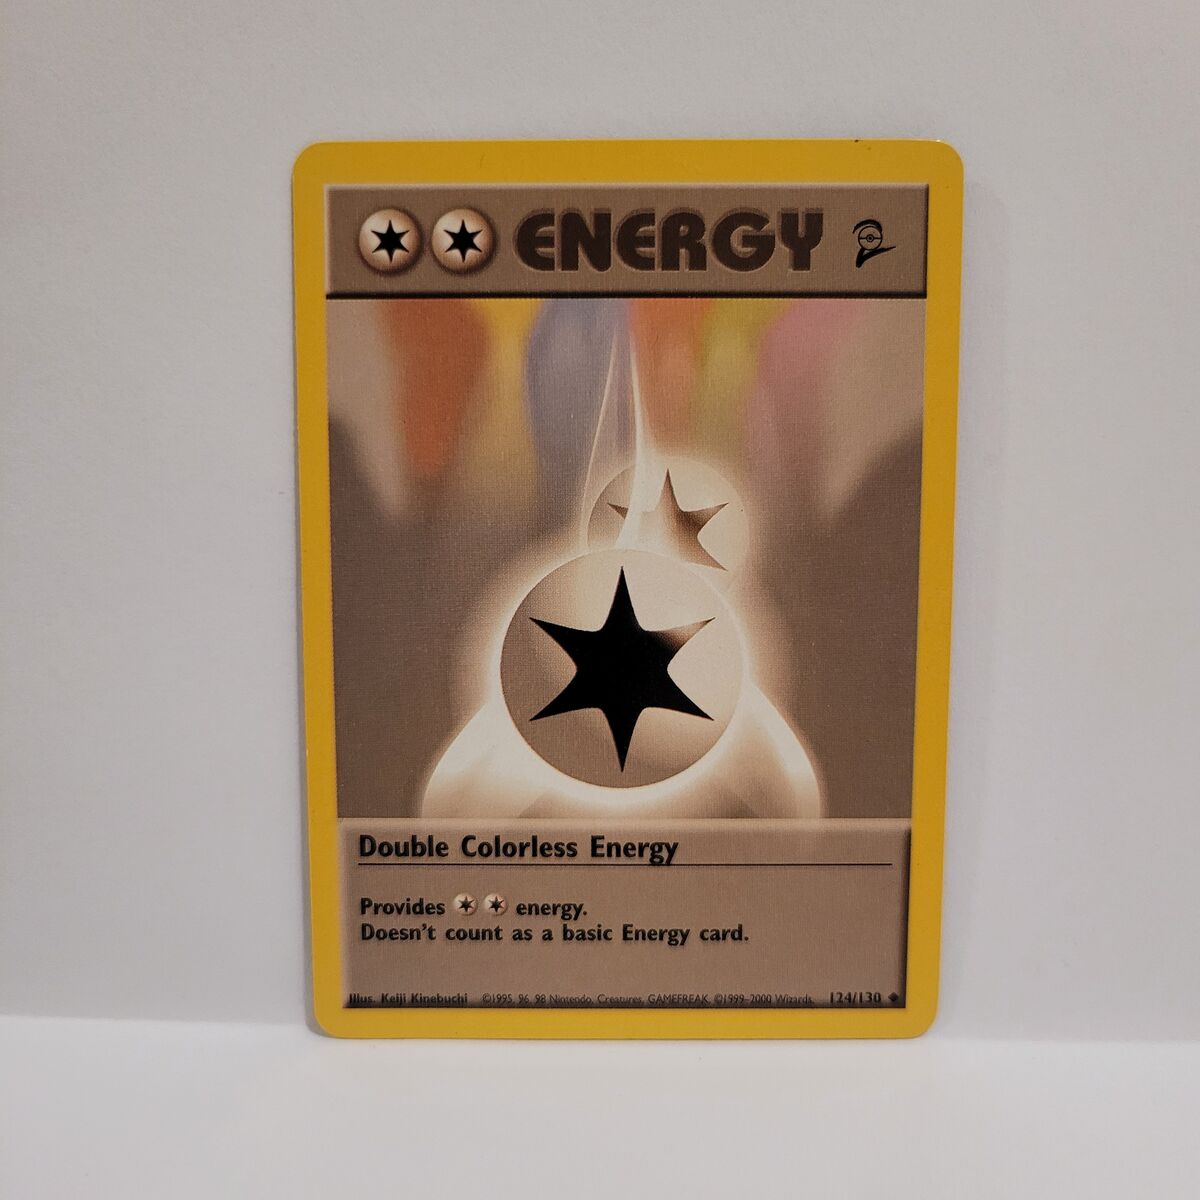 ENERGY
Double Colorless Energy
Provides energy.
Doesn't count as a basic Energy card.
Illus. Keiji Kinebuchi ©1995, 96, 98 Nintendo, Creatures, GAMEFREAK. ©1999-2000 Wizards. 124/130